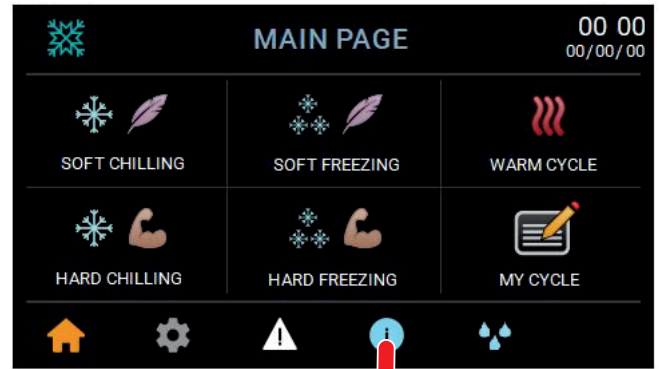 MAIN PAGE
00 00
00/00/00
SOFT CHILLING
SOFT FREEZING
WARM CYCLE
HARD CHILLING
HARD FREEZING
MY CYCLE